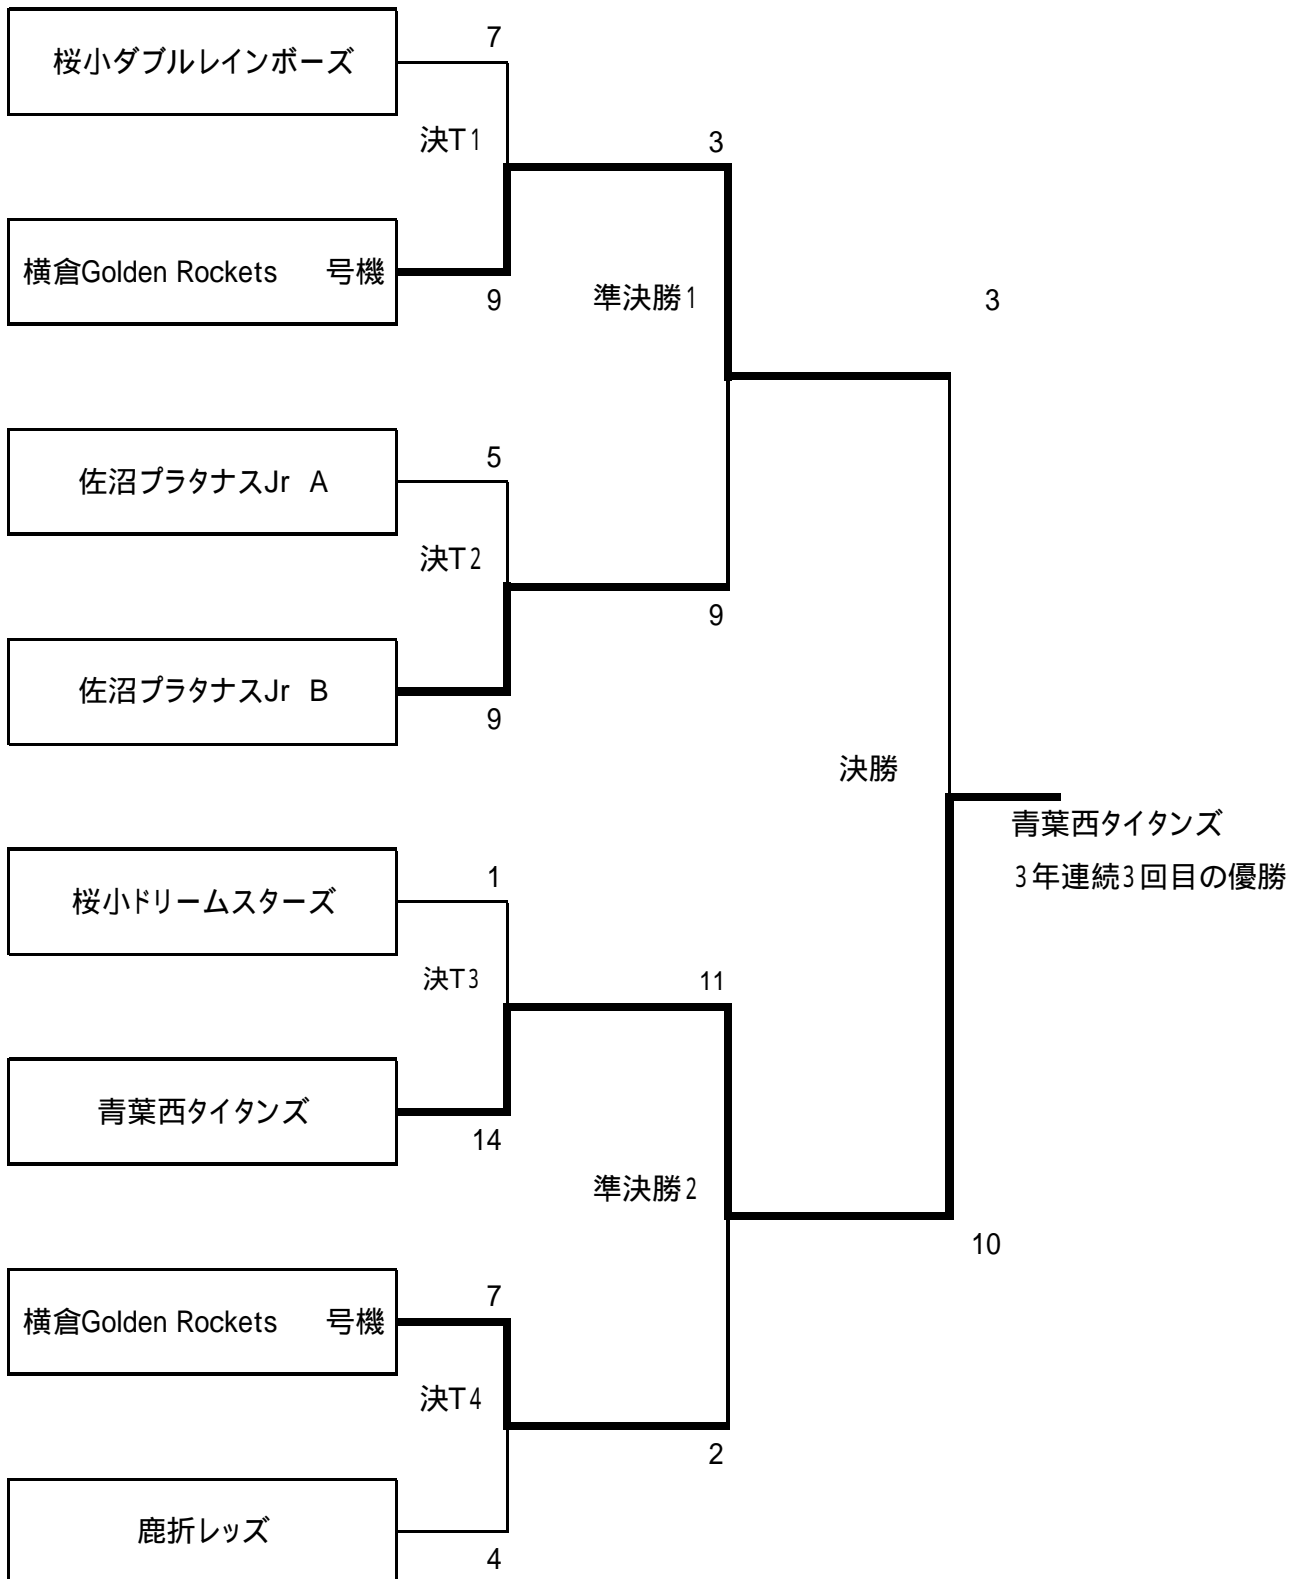 桜小ダブルレインボーズ
7
決T1
3
横倉Golden Rockets　号機
9
準決勝1
3
佐沼プラタナスJr A
5
決T2
9
佐沼プラタナスJr B
9
決勝
青葉西タイタンズ
3年連続3回目の優勝
桜小ドリームスターズ
1
決T3
11
青葉西タイタンズ
14
準決勝2
10
横倉Golden Rockets　号機
7
決T4
2
鹿折レッズ
4